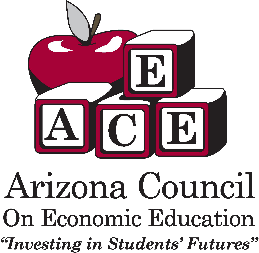 E
A C E
Arizona Council
On Economic Education
“Investing in Students’ Futures”